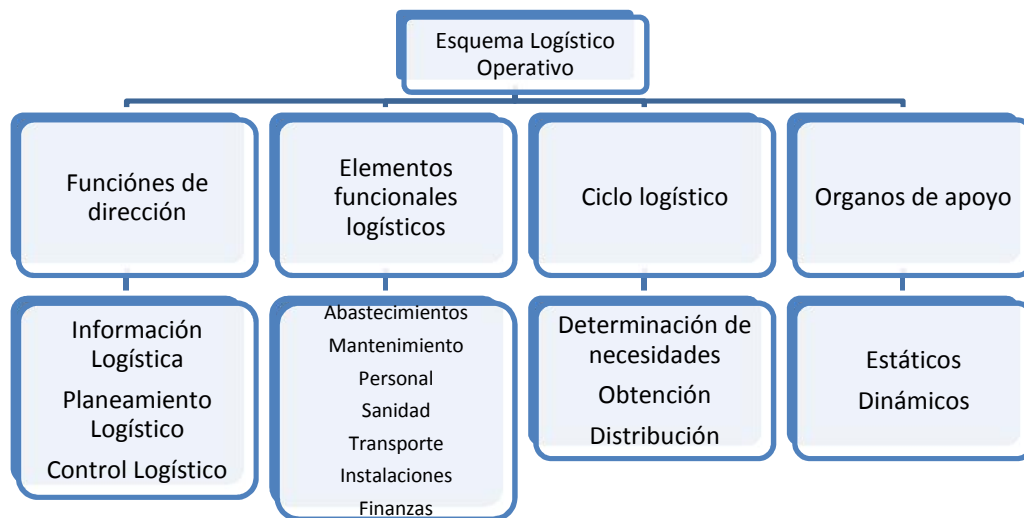 Esquema Logístico
Operativo
Funciónes de
dirección
Elementos
funcionales
logísticos
Ciclo logístico
Organos de apoyo
Información
Logística
Planeamiento
Logístico
Control Logístico
Abastecimientos
Mantenimiento
Personal
Sanidad
Transporte
Instalaciones
Finanzas
Determinación de
necesidades
Obtención
Distribución
Estáticos
Dinámicos